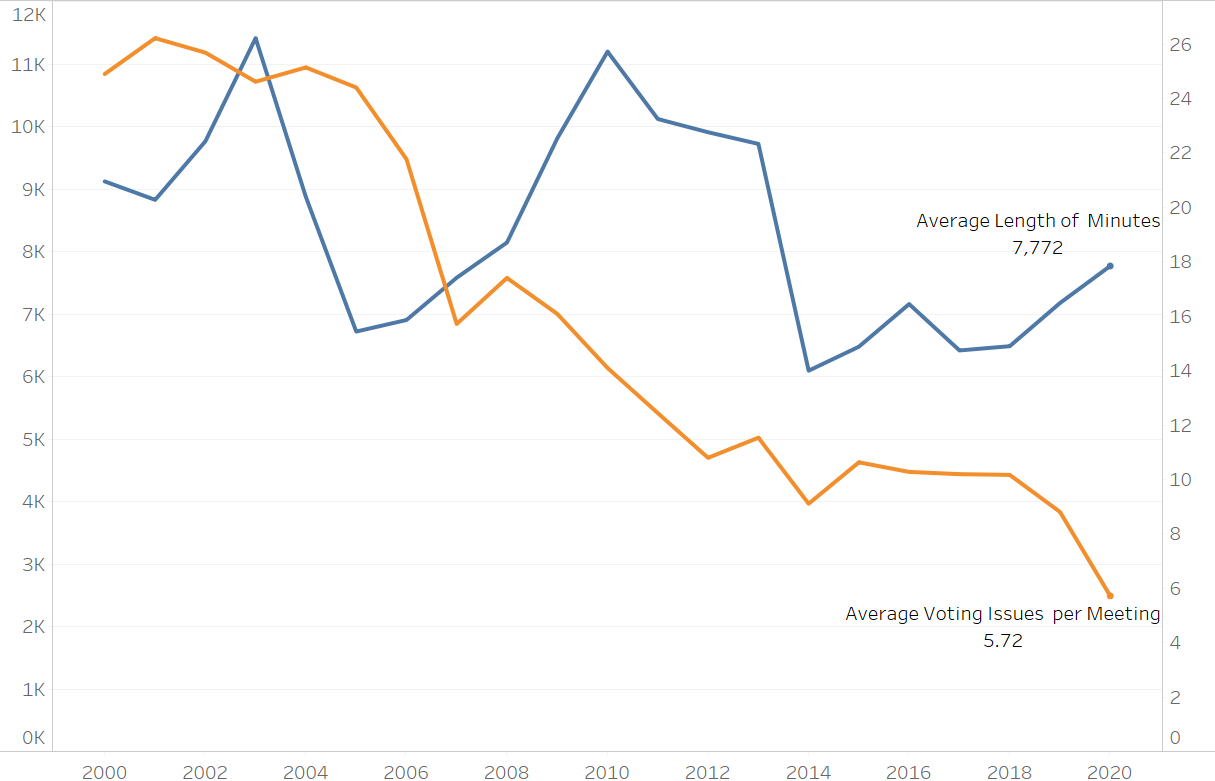 12K
11K
10K
9K
8K
7K
6K
5K
4K
3K
2K
1K
0K
26
24
22
20
18
16
14
12
10
8
6
4
2
0
Average Length of  Minutes
7,772
Average Voting Issues  per Meeting
5.72
2000 2002 2004 2006 2008 2010 2012 2014 2016 2018 2020